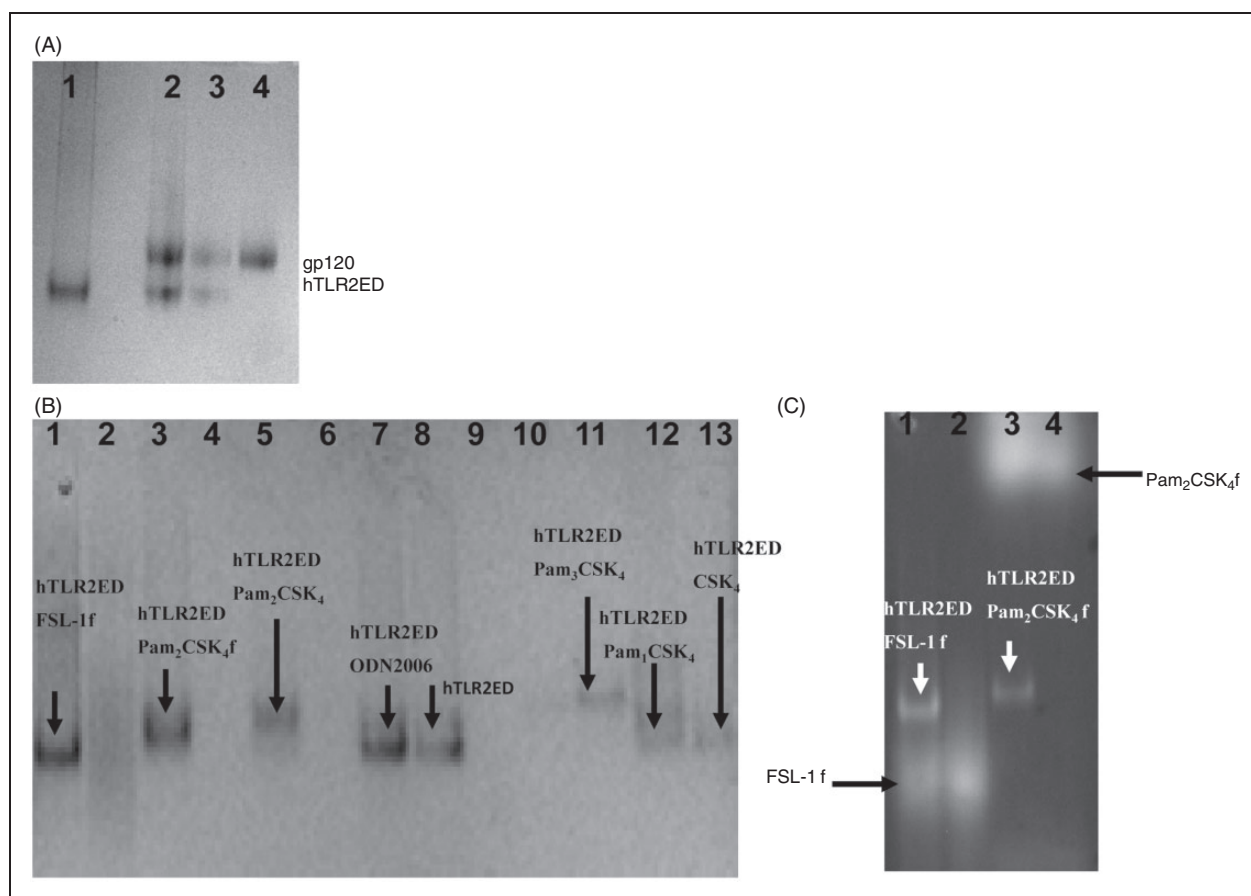 (A)
1 2 3 4
gp120
hTLR2ED
(B)
1 2 3 4 5 6 7 8 9 10 11 12 13
hTLR2ED
FSL-1f
hTLR2ED
Pam₂CSK₄f
hTLR2ED
Pam₂CSK₄
hTLR2ED
ODN2006
hTLR2ED
hTLR2ED
Pam₃CSK₄
hTLR2ED
Pam₁CSK₄
hTLR2ED
CSK₄
(C)
1 2 3 4
Pam₂CSK₄f
hTLR2ED
Pam₂CSK₄f
hTLR2ED
FSL-1 f
FSL-1 f